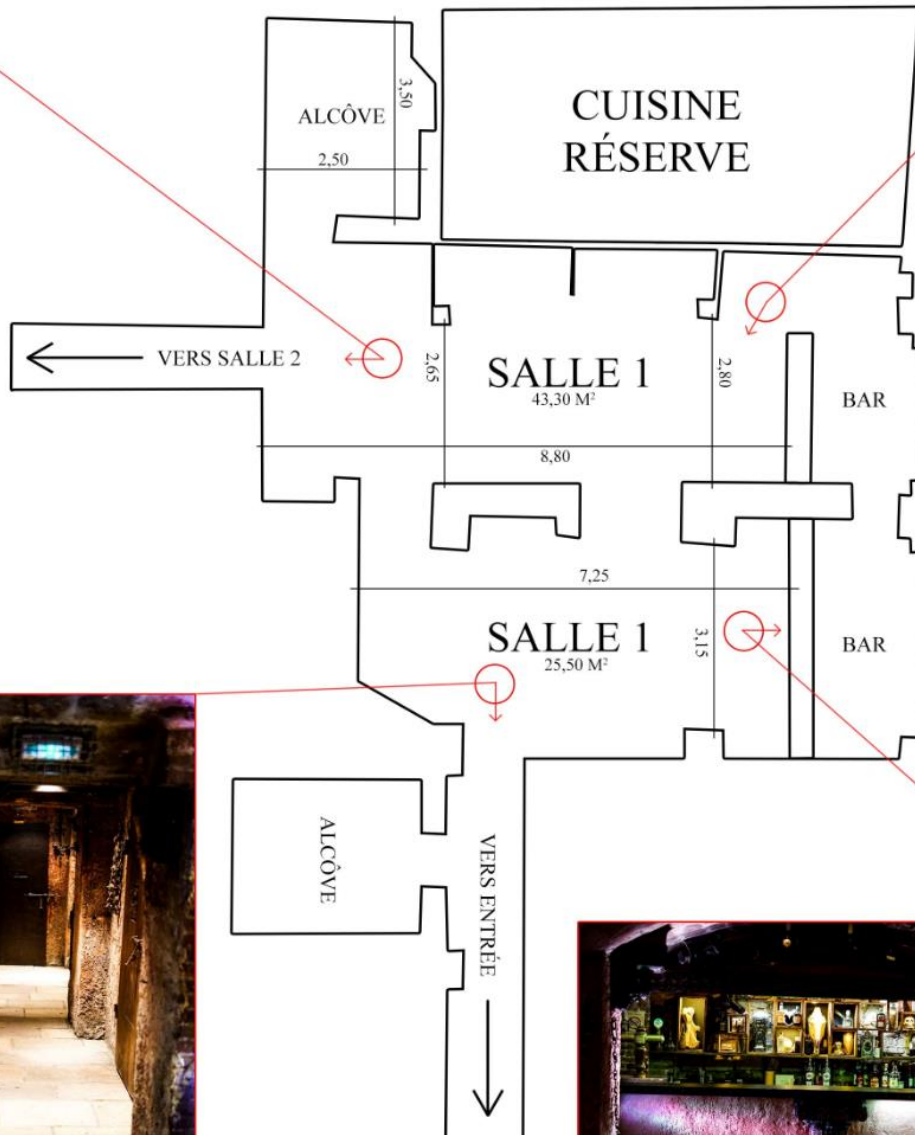 CUISINE
RÉSERVE
3,50
ALCÔVE
2,50
VERS SALLE 2
2,65
SALLE 1
43,30 M²
2,80
BAR
8,80
7,25
SALLE 1
25,50 M²
3,15
BAR
ALCÔVE
VERS ENTRÉE